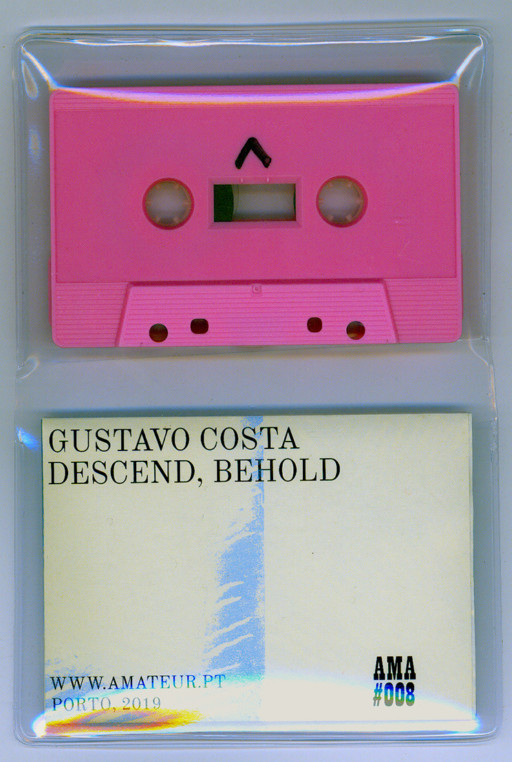 GUSTAVO COSTA
DESCEND, BEHOLD
WWW.AMATEUR.PT
PORTO, 2019
AMA
#008